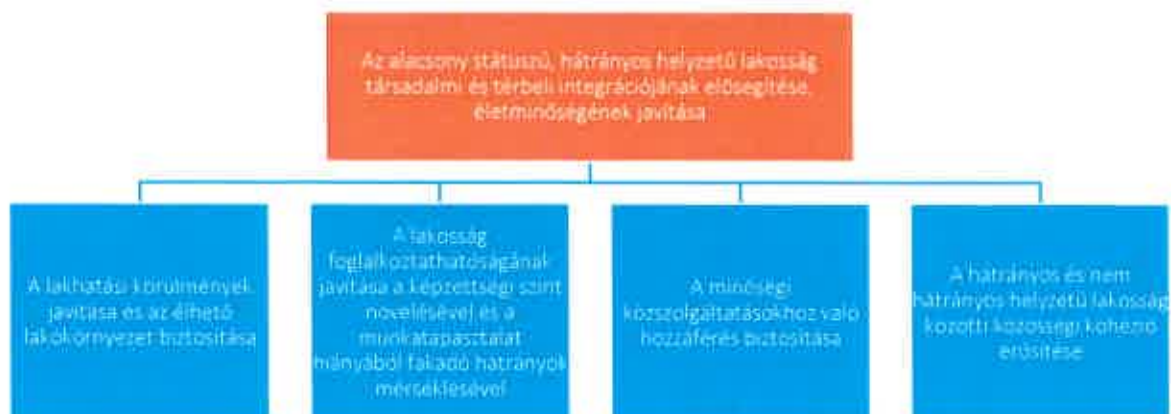 Az alacsony státuszú, hátrányos helyzetű lakosság
társadalmi és térbeli integrációjának elősegítése,
életminőségének javítása
A lakhatási körülmények
javítása és az élhető
lakókörnyezet biztosítása
A lakosság
foglalkoztathatóságának
javítása a képzettségi szint
növelésével és a
munkatapasztalat
hiányából fakadó hátrányok
mérséklésével
A minőségi
közszolgáltatásokhoz való
hozzáférés biztosítása
A hátrányos és nem
hátrányos helyzetű lakosság
közötti közösségi kohézió
erősítése